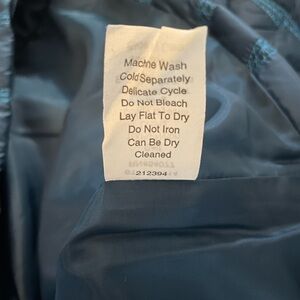 Machine Wash
Cold Separately
Delicate Cycle
Do Not Bleach
Lay Flat To Dry
Do Not Iron
Can Be Dry
Cleaned
212394